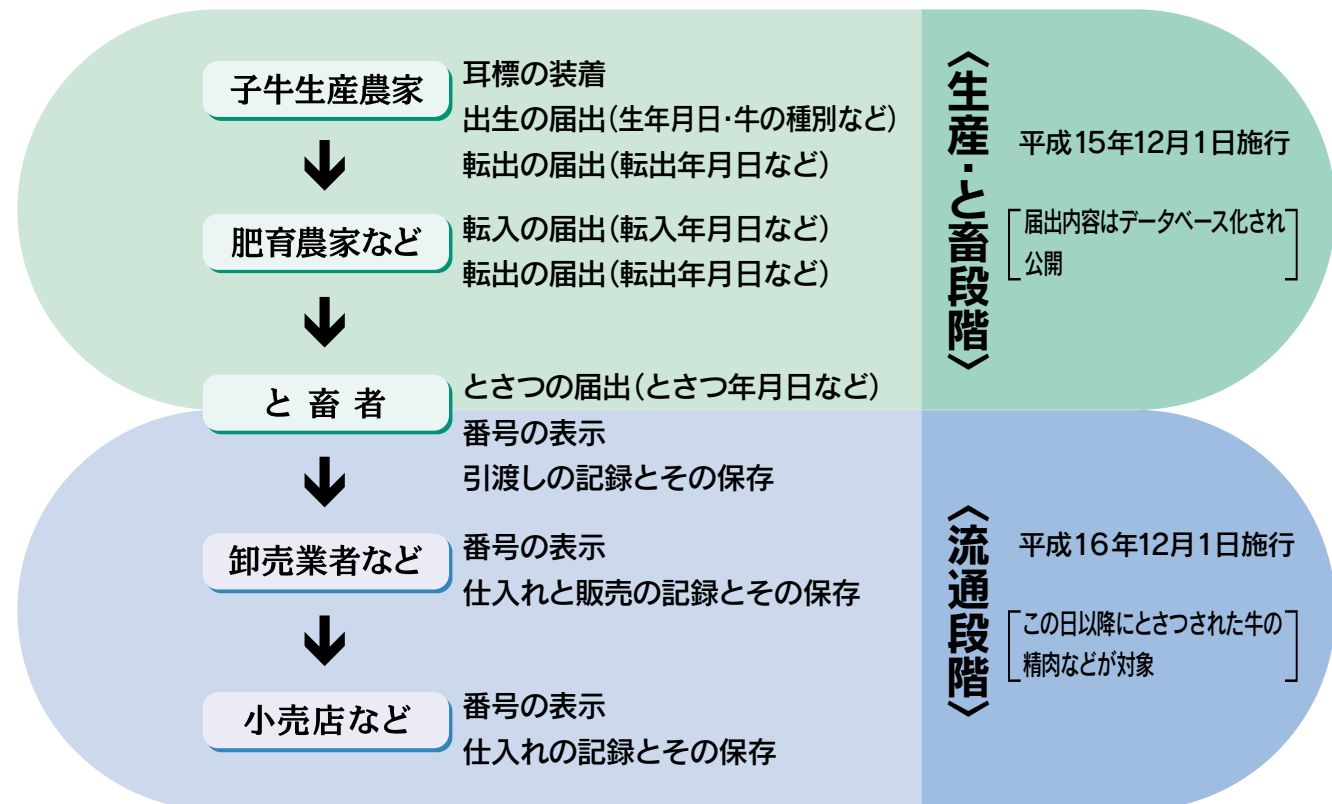 子牛生産農家
耳標の装着
出生の届出(生年月日・牛の種別など)
転出の届出(転出年月日など)
肥育農家など
転入の届出(転入年月日など)
転出の届出(転出年月日など)
と畜者
とさつの届出(とさつ年月日など)
番号の表示
引渡しの記録とその保存
卸売業者など
番号の表示
仕入れと販売の記録とその保存
小売店など
番号の表示
仕入れの記録とその保存
〈生産・と畜段階〉
平成15年12月1日施行
[届出内容はデータベース化され
公開]
〈流通段階〉
平成16年12月1日施行
[この日以降にとさつされた牛の
精肉などが対象]